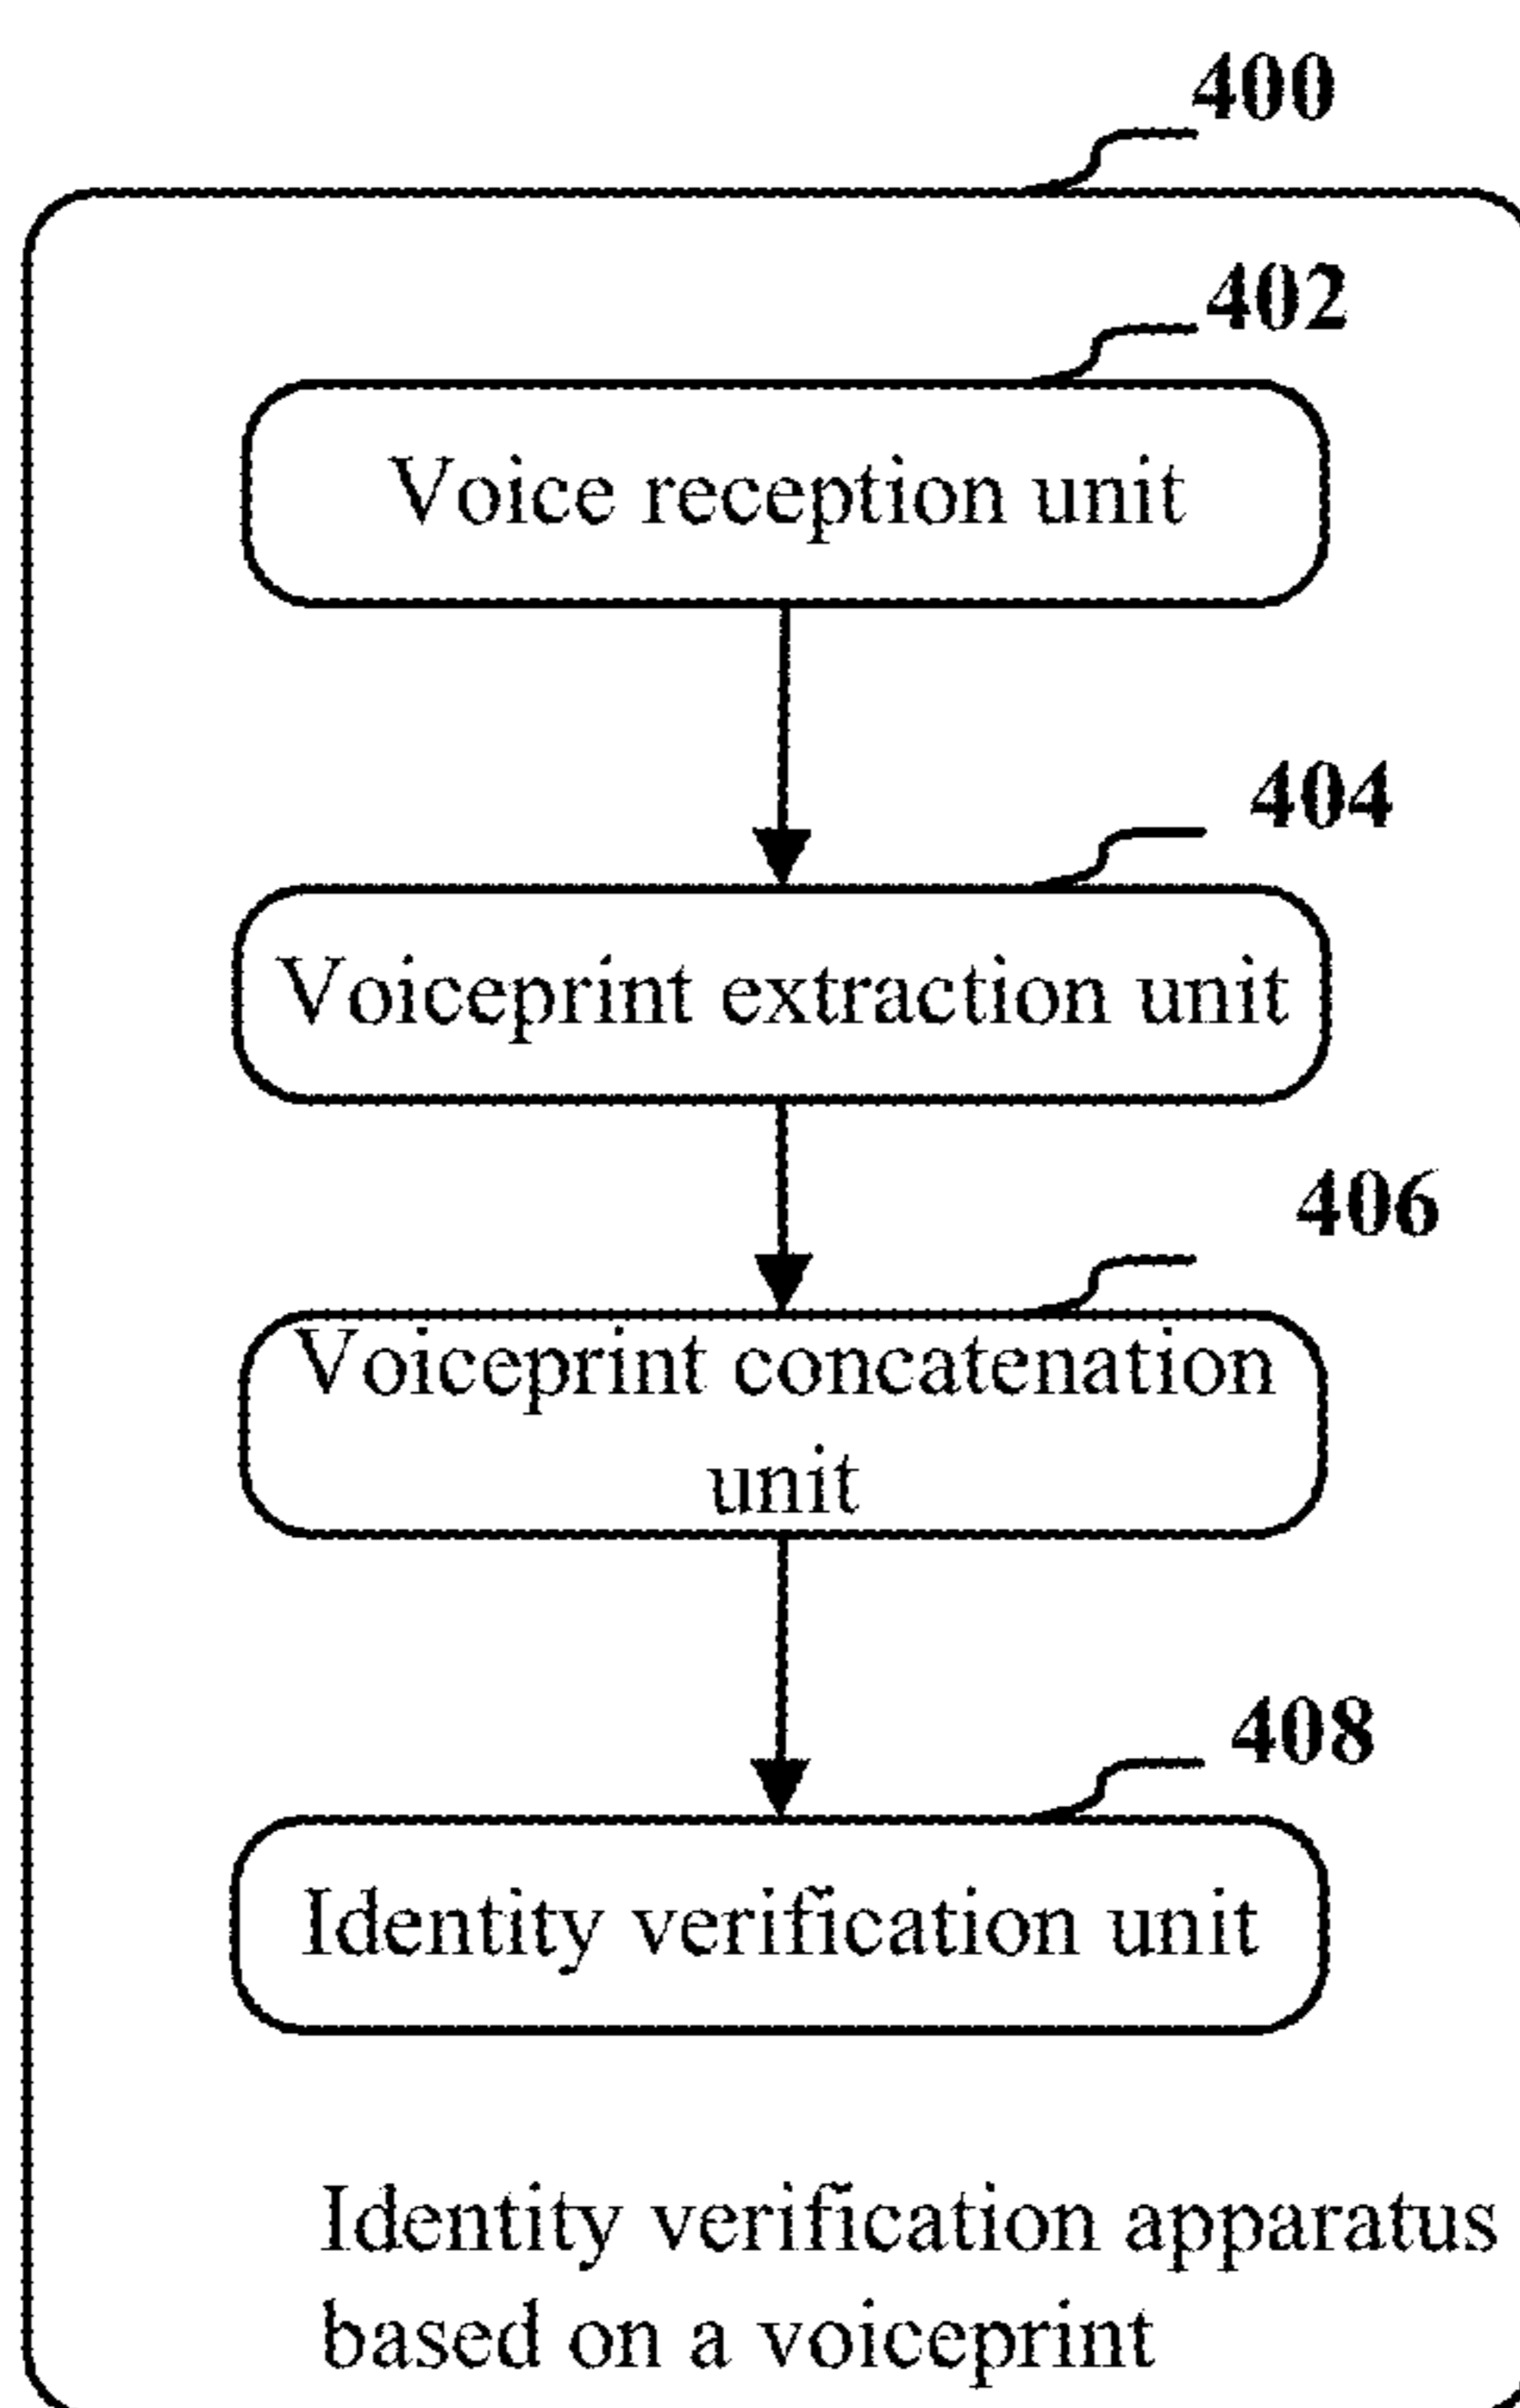 400
402
Voice reception unit
404
Voiceprint extraction unit
406
Voiceprint concatenation
unit
408
Identity verification unit
Identity verification apparatus
based on a voiceprint